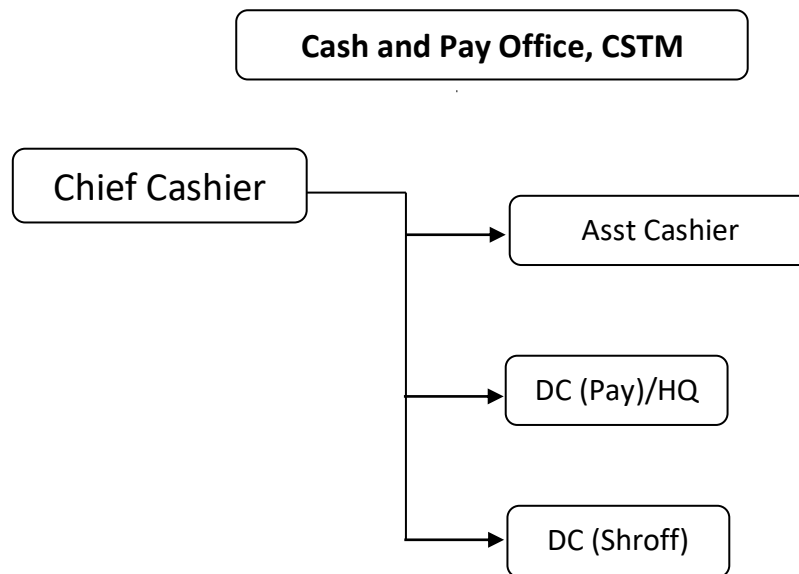 Cash and Pay Office, CSTM
Chief Cashier
Asst Cashier
DC (Pay)/HQ
DC (Shroff)